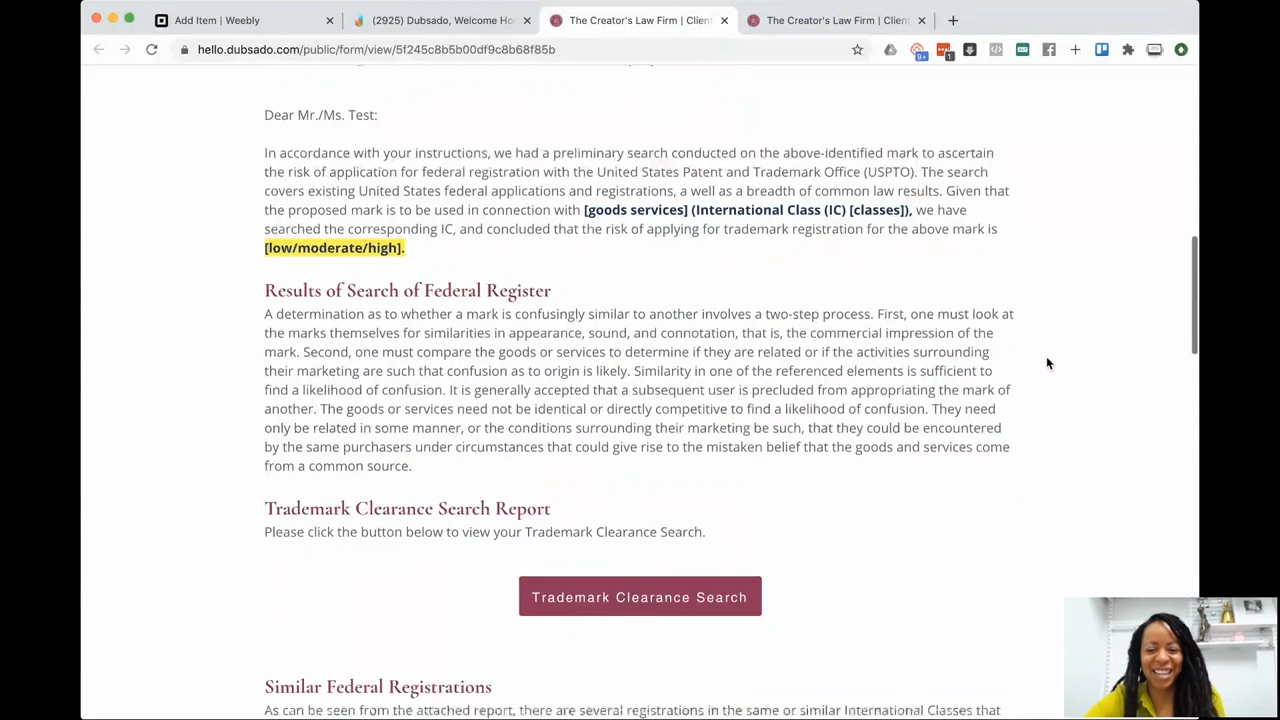 Add Item | Weebly
(2925) Dubsado, Welcome Ho
The Creator's Law Firm | Client
The Creator's Law Firm | Client
hello.dubsado.com/public/form/view/5f245c8b5b00df9c8b68f85b
9+
1
Dear Mr./Ms. Test:
In accordance with your instructions, we had a preliminary search conducted on the above-identified mark to ascertain
the risk of application for federal registration with the United States Patent and Trademark Office (USPTO). The search
covers existing United States federal applications and registrations, a well as a breadth of common law results. Given that
the proposed mark is to be used in connection with [goods services] (International Class (IC) [classes]), we have
searched the corresponding IC, and concluded that the risk of applying for trademark registration for the above mark is
[low/moderate/high].
Results of Search of Federal Register
A determination as to whether a mark is confusingly similar to another involves a two-step process. First, one must look at
the marks themselves for similarities in appearance, sound, and connotation, that is, the commercial impression of the
mark. Second, one must compare the goods or services to determine if they are related or if the activities surrounding
their marketing are such that confusion as to origin is likely. Similarity in one of the referenced elements is sufficient to
find a likelihood of confusion. It is generally accepted that a subsequent user is precluded from appropriating the mark of
another. The goods or services need not be identical or directly competitive to find a likelihood of confusion. They need
only be related in some manner, or the conditions surrounding their marketing be such, that they could be encountered
by the same purchasers under circumstances that could give rise to the mistaken belief that the goods and services come
from a common source.
Trademark Clearance Search Report
Please click the button below to view your Trademark Clearance Search.
Trademark Clearance Search
Similar Federal Registrations
As can be seen from the attached report, there are several registrations in the same or similar International Classes that